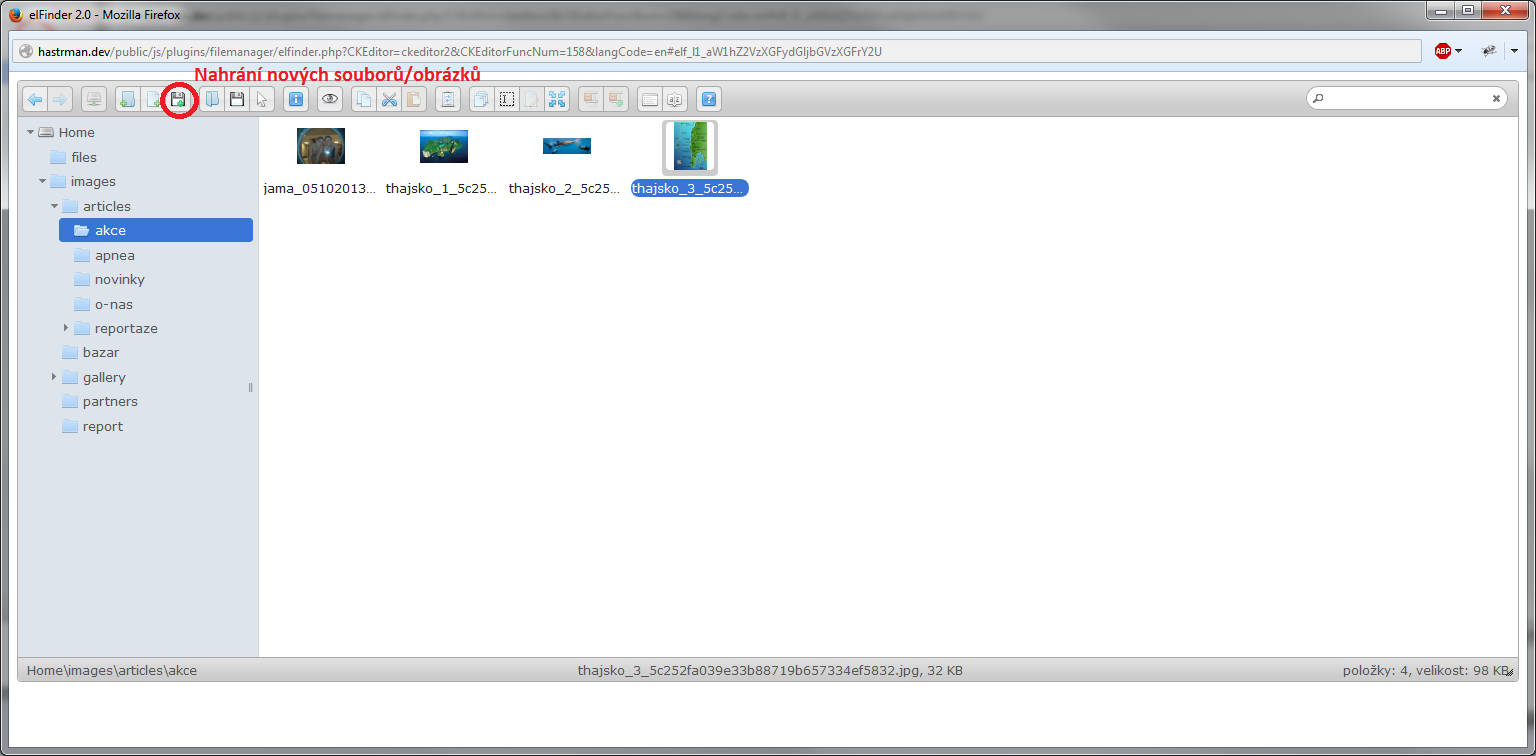 elFinder 2.0 - Mozilla Firefox
hastrman.dev/public/js/plugins/filemanager/elfinder.php?CKEditor=ckeditor2&CKEditorFuncNum=158&langCode=en#elf_l1_aW1hZ2VzXGFydGljbGVzXGFrY2U
ABP
Nahrání nových souborů/obrázků
Home
files
images
articles
akce
apnea
novinky
o-nas
reportaze
bazar
gallery
partners
report
jama_05102013... thajsko_1_5c25... thajsko_2_5c25... thajsko_3_5c25...
Home\images\articles\akce thajsko_3_5c252fa039e33b88719b657334ef5832.jpg, 32 KB položky: 4, velikost: 98 KB